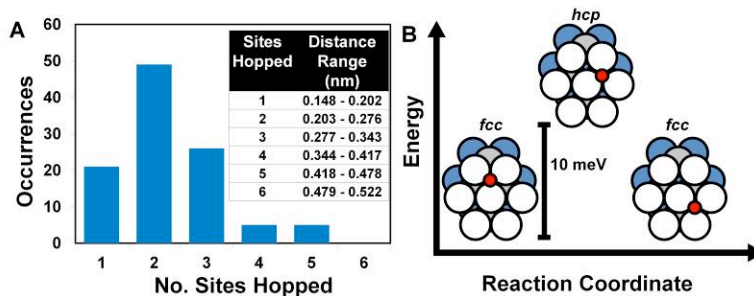 A
60
50
40
30
20
10
0
Occurrences
1 2 3 4 5 6
No. Sites Hopped
Sites Hopped Distance Range (nm)
1 0.148 - 0.202
2 0.203 - 0.276
3 0.277 - 0.343
4 0.344 - 0.417
5 0.418 - 0.478
6 0.479 - 0.522
B
hcp
fcc
fcc
10 meV
Energy
Reaction Coordinate